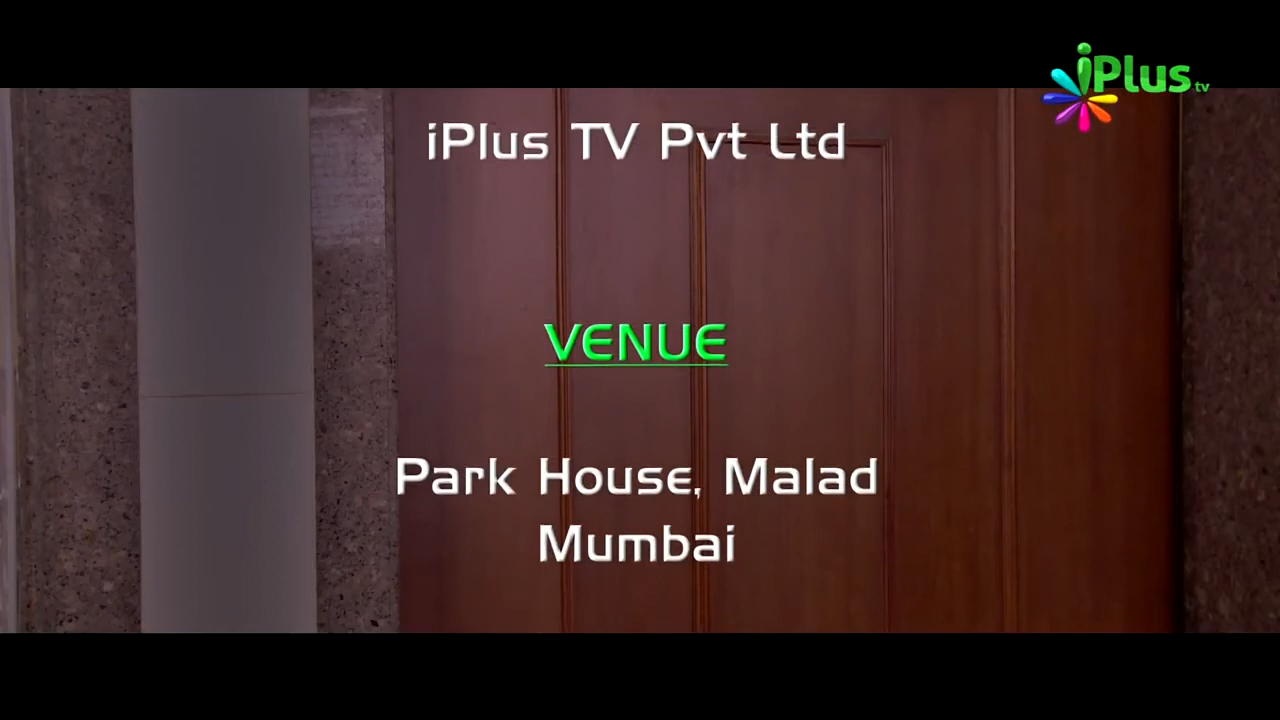 iPlus tv
iPlus TV Pvt Ltd
VENUE
Park House, Malad
Mumbai